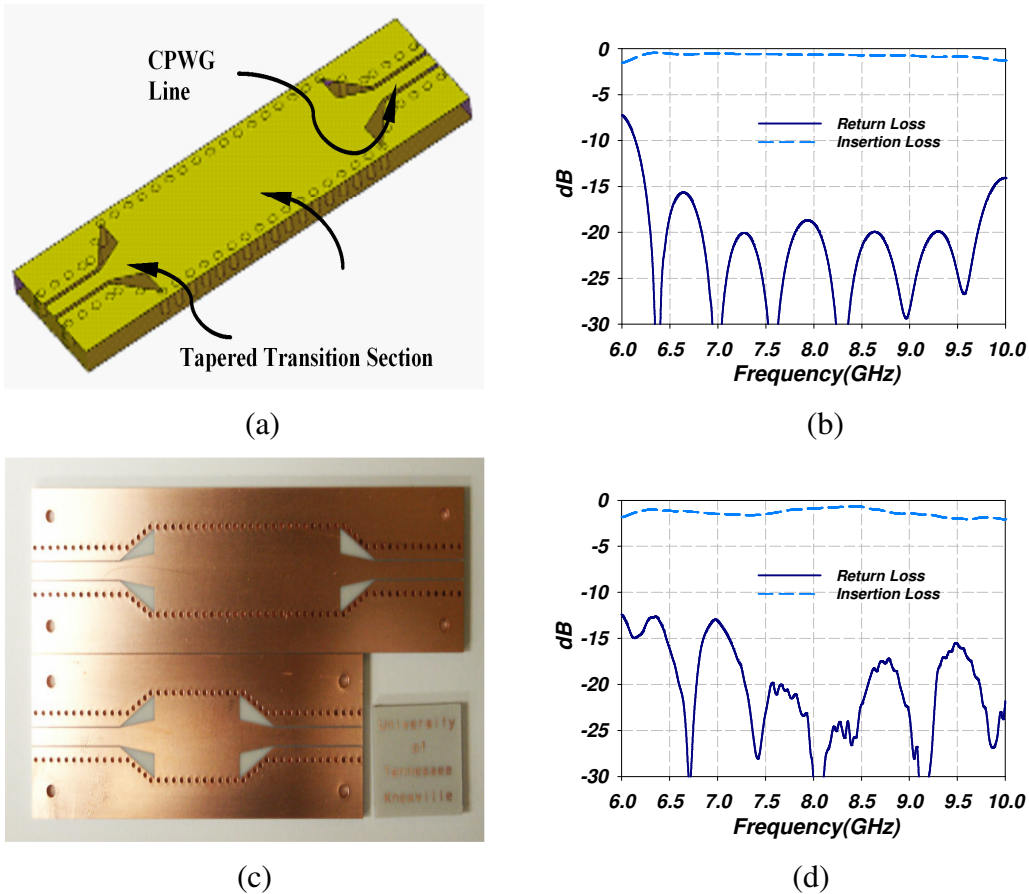 CPWG
Line
Tapered Transition Section
(a)
0
-5
-10
-15
-20
-25
-30
dB
Return Loss
Insertion Loss
6.0 6.5 7.0 7.5 8.0 8.5 9.0 9.5 10.0
Frequency(GHz)
(b)
University
of
Tennessee
Knoxville
(c)
0
-5
-10
-15
-20
-25
-30
dB
Return Loss
Insertion Loss
6.0 6.5 7.0 7.5 8.0 8.5 9.0 9.5 10.0
Frequency(GHz)
(d)